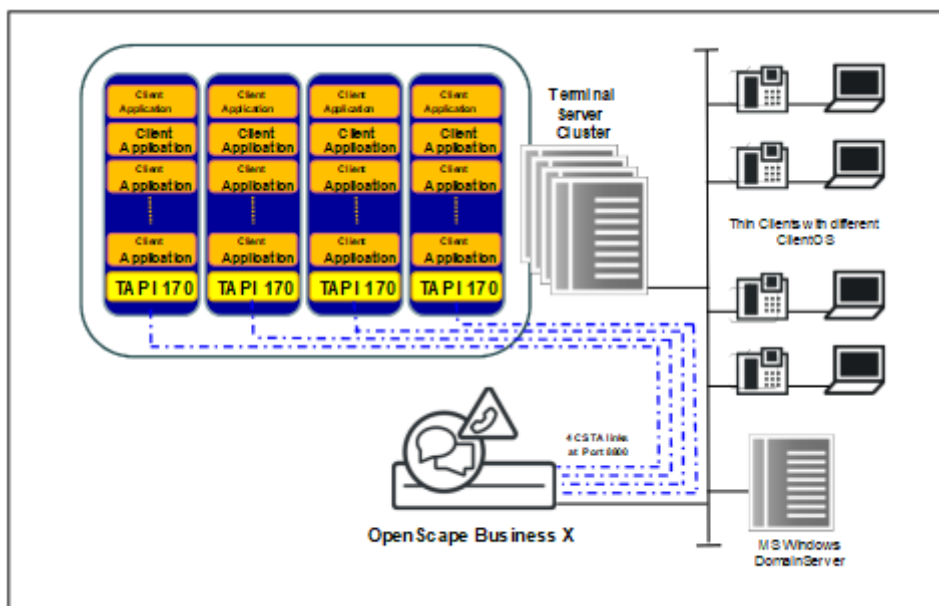 Client
Application
Client
Application
Client
Application
Client
Application
TAPI 170
Client
Application
Client
Application
Client
Application
Client
Application
TAPI 170
Client
Application
Client
Application
Client
Application
Client
Application
TAPI 170
Client
Application
Client
Application
Client
Application
Client
Application
TAPI 170
Terminal
Server
Cluster
Thin Clients with different
ClientOS
4 CSTA links
at Port 8800
OpenScape Business X
MS Windows
DomainServer